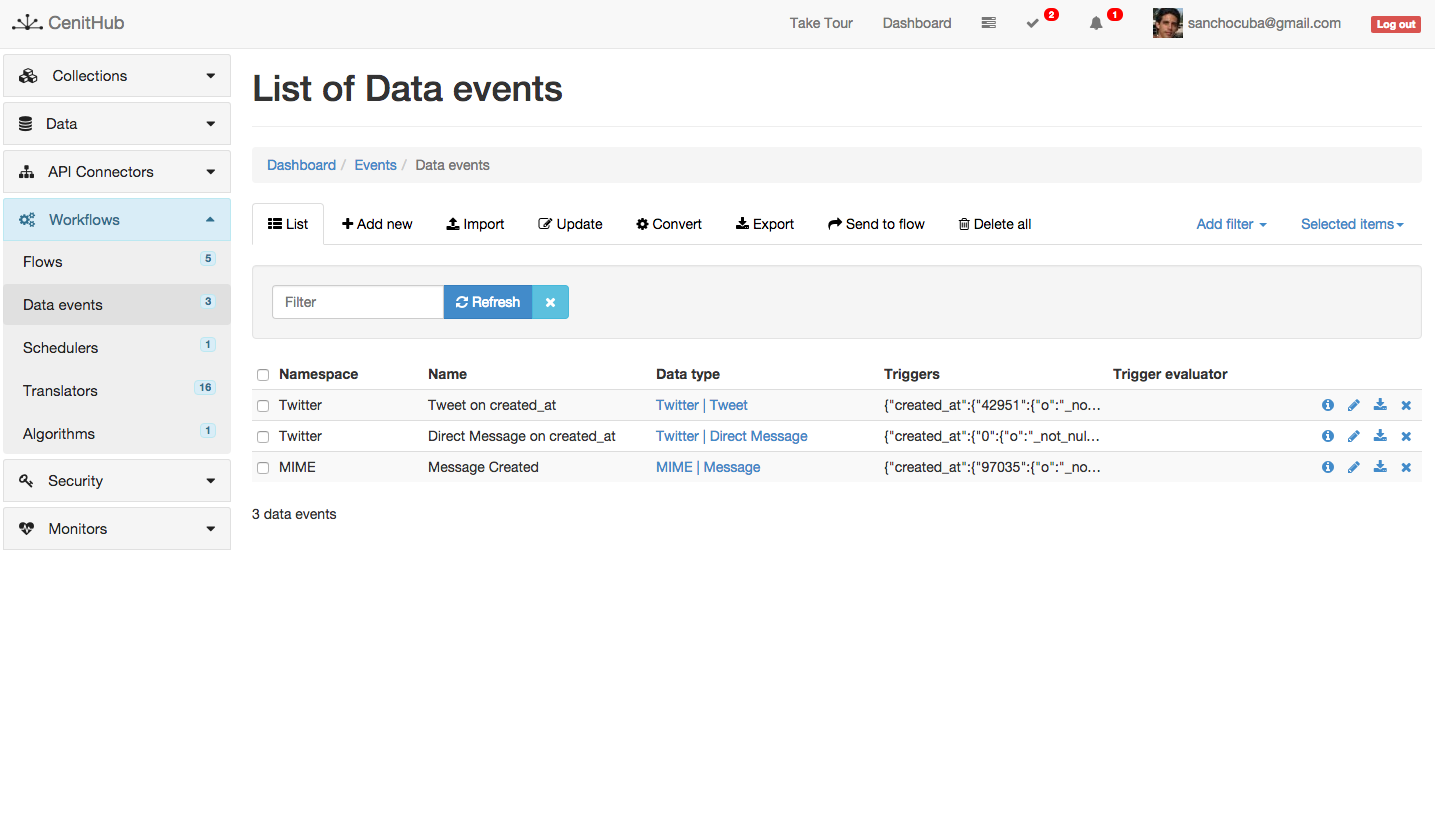 CenitHub Take Tour Dashboard 2 1 sanchocuba@gmail.com Log out
Collections
Data
API Connectors
Workflows
Flows 5
Data events 3
Schedulers 1
Translators 16
Algorithms 1
Security
Monitors
List of Data events
Dashboard / Events / Data events
List Add new Import Update Convert Export Send to flow Delete all Add filter Selected items
Filter Refresh
Namespace Name Data type Triggers Trigger evaluator
Twitter Tweet on created_at Twitter | Tweet {"created_at":{"42951":{"o":"_no...
Twitter Direct Message on created_at Twitter | Direct Message {"created_at":{"0":{"o":"_not_nul...
MIME Message Created MIME | Message {"created_at":{"97035":{"o":"_no...
3 data events